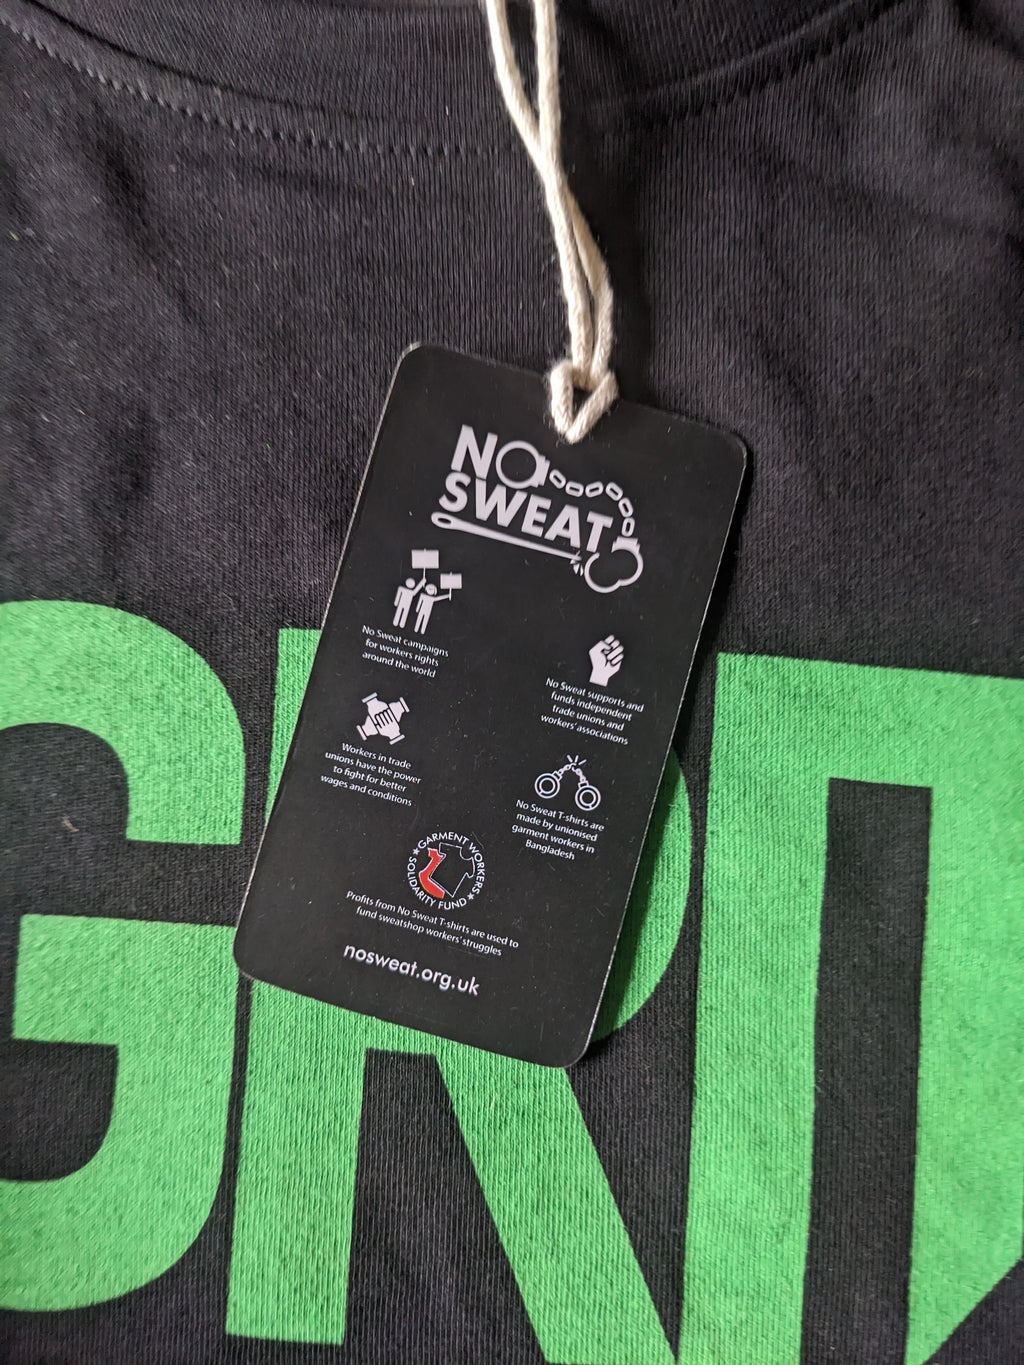 NO
SWEAT
No Sweat campaigns
for workers rights
around the world
No Sweat supports and
funds independent
trade unions and
workers' associations
Workers in trade
unions have the power
to fight for better
wages and conditions
No Sweat T-shirts are
made by unionised
garment workers in
Bangladesh
GARMENT WORKERS
SOLIDARITY FUND
Profits from No Sweat T-shirts are used to
fund sweatshop workers' struggles
nosweat.org.uk